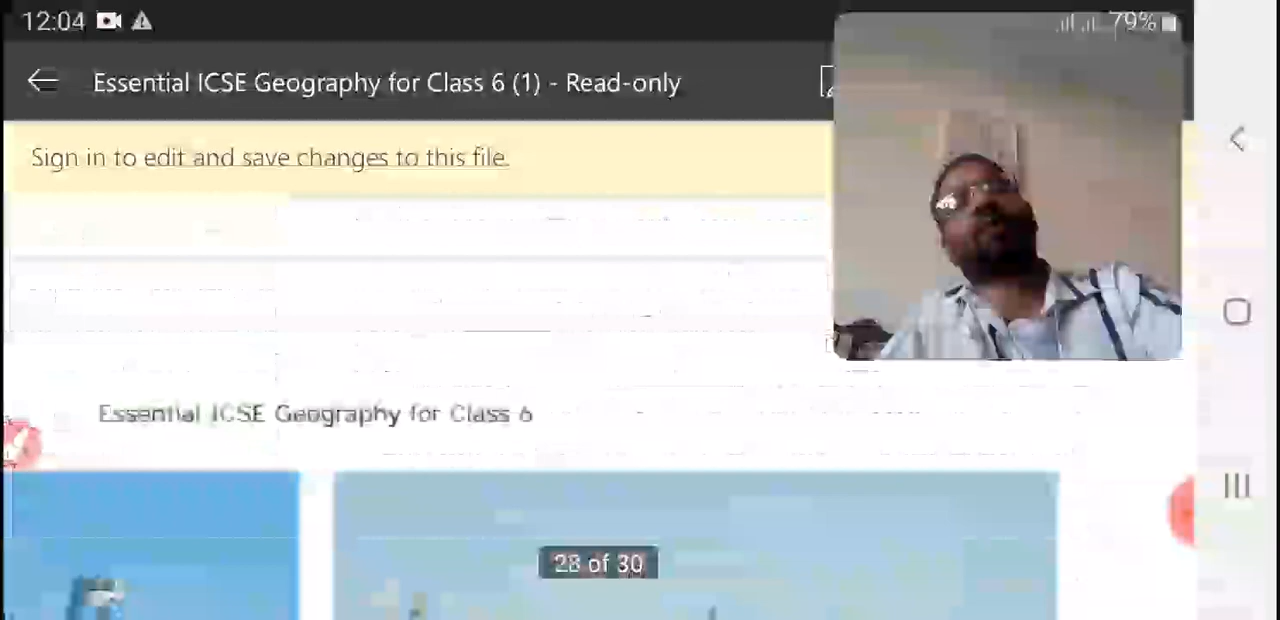 12:04 79%
Essential ICSE Geography for Class 6 (1) - Read-only
Sign in to edit and save changes to this file.
Essential ICSE Geography for Class 6
28 of 30